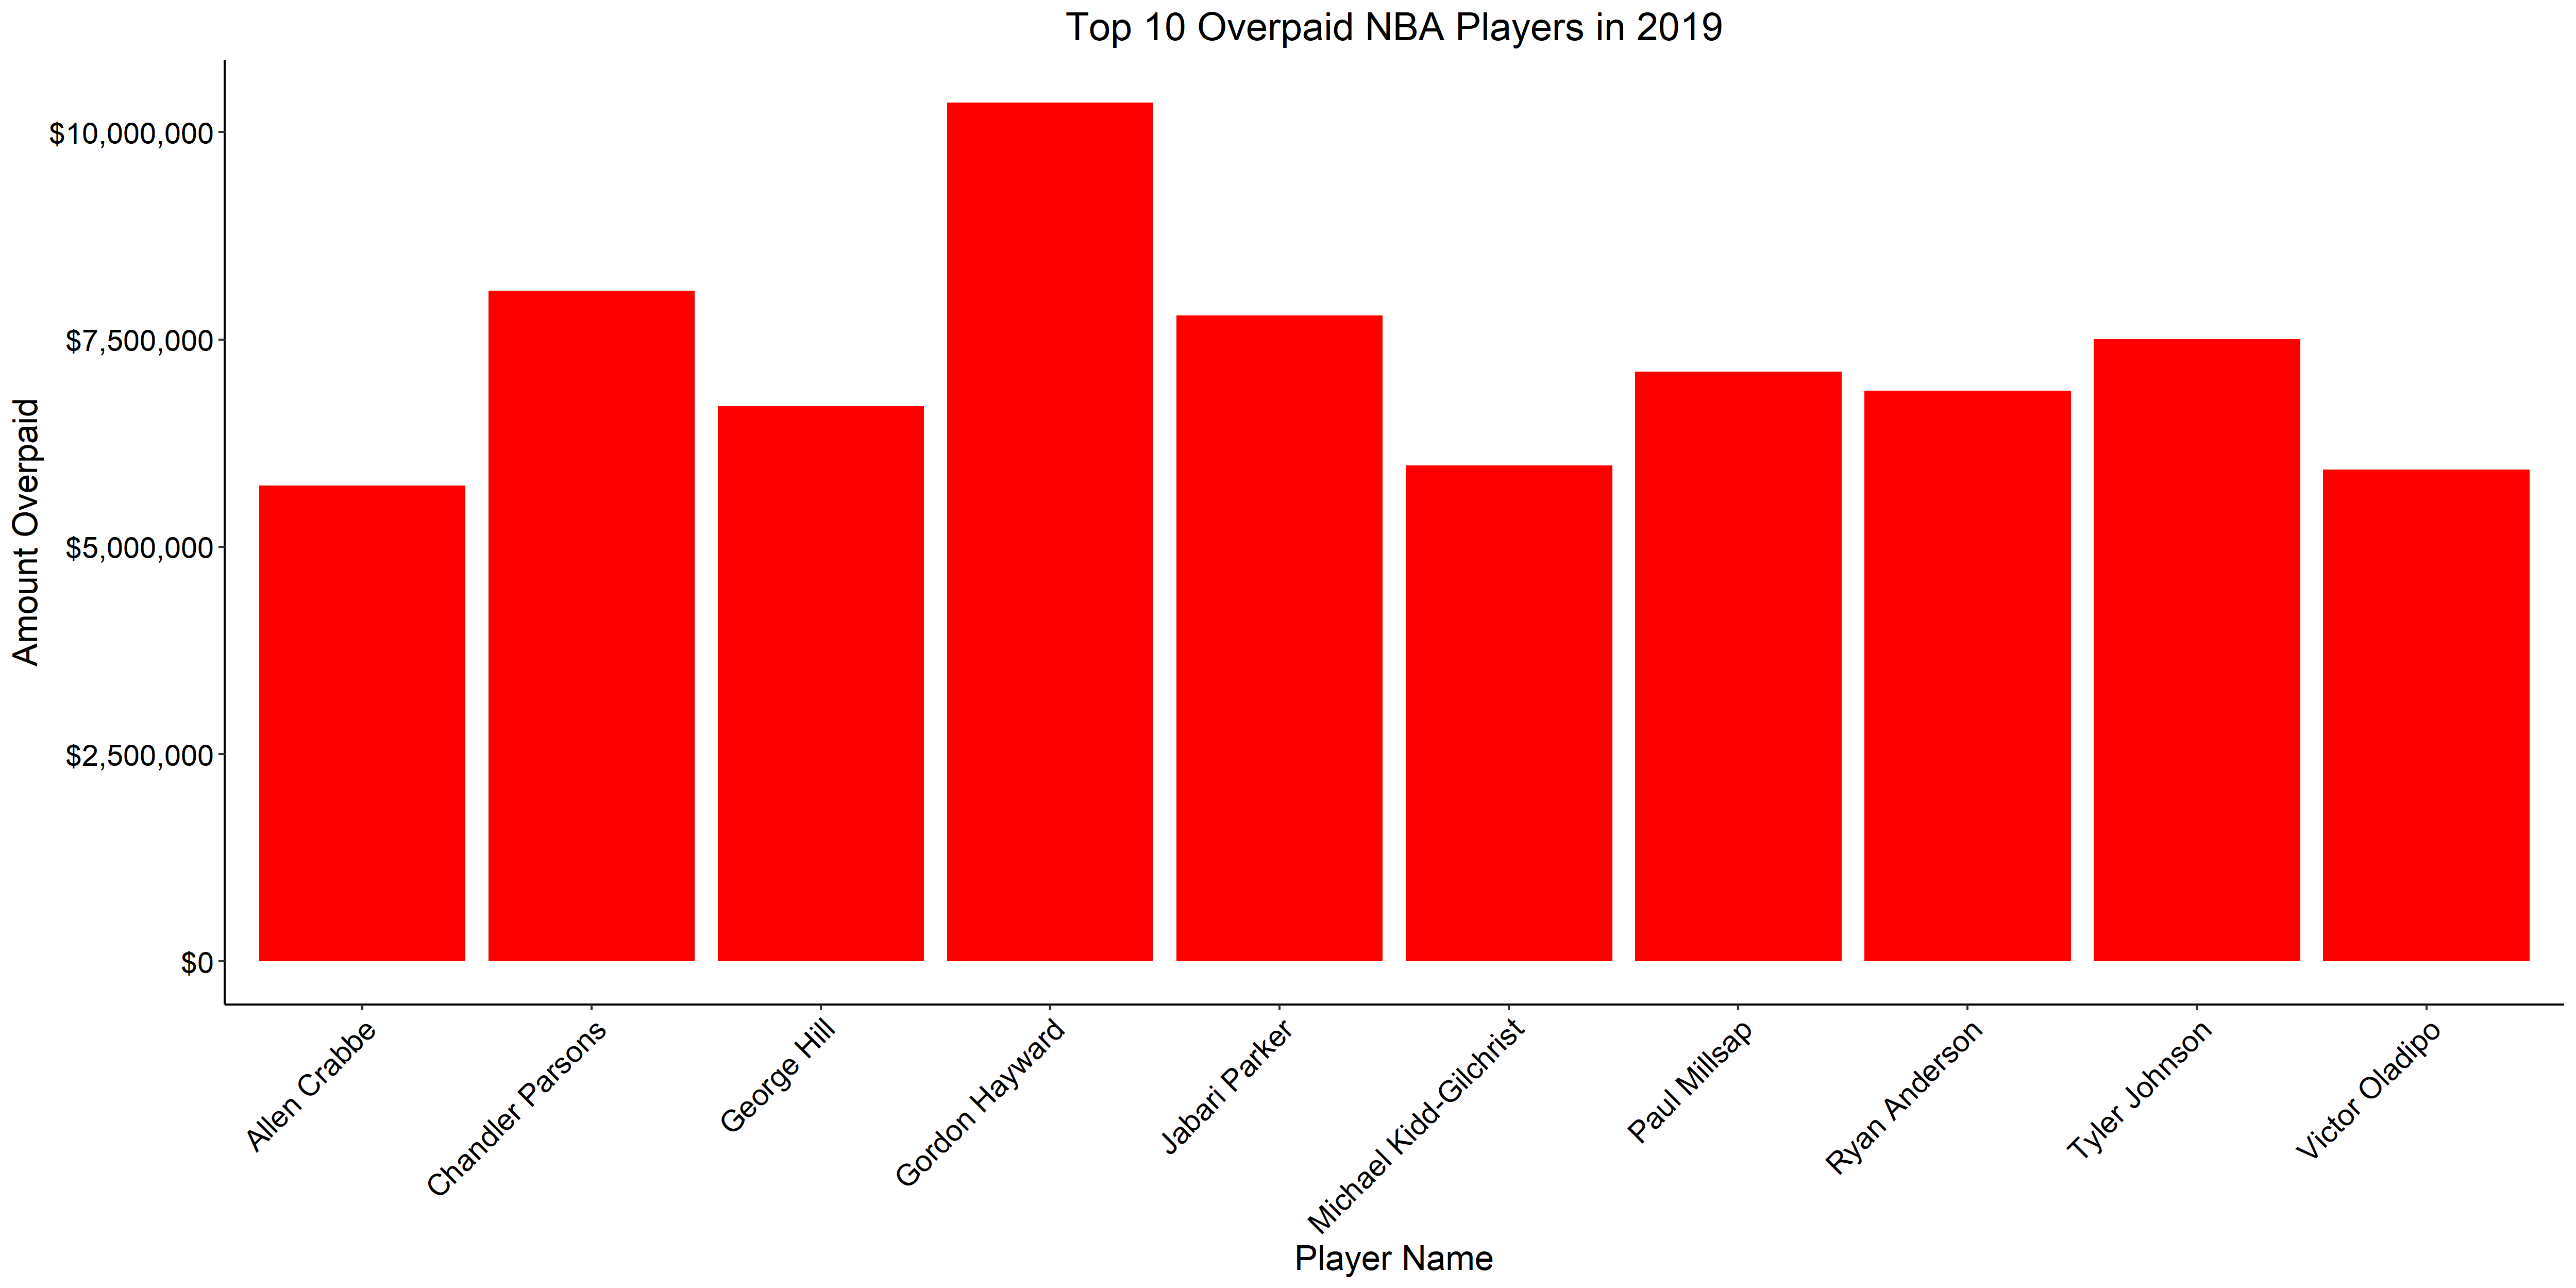 Top 10 Overpaid NBA Players in 2019
Amount Overpaid
$10,000,000
$7,500,000
$5,000,000
$2,500,000
$0
Allen Crabbe
Chandler Parsons
George Hill
Gordon Hayward
Jabari Parker
Michael Kidd-Gilchrist
Paul Millsap
Ryan Anderson
Tyler Johnson
Victor Oladipo
Player Name